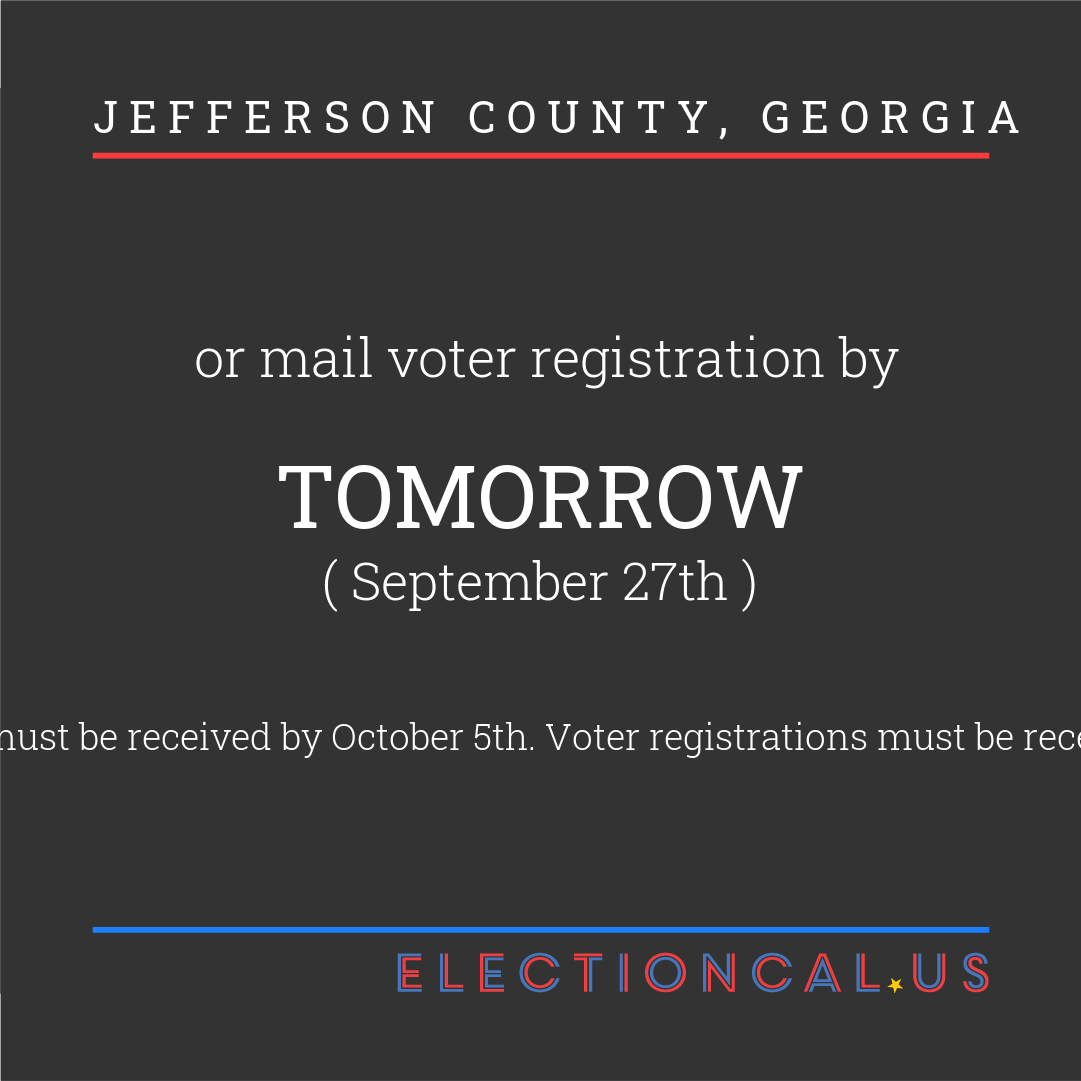 JEFFERSON COUNTY, GEORGIA
or mail voter registration by
TOMORROW
( September 27th )
must be received by October 5th. Voter registrations must be rece
ELECTIONCAL.US